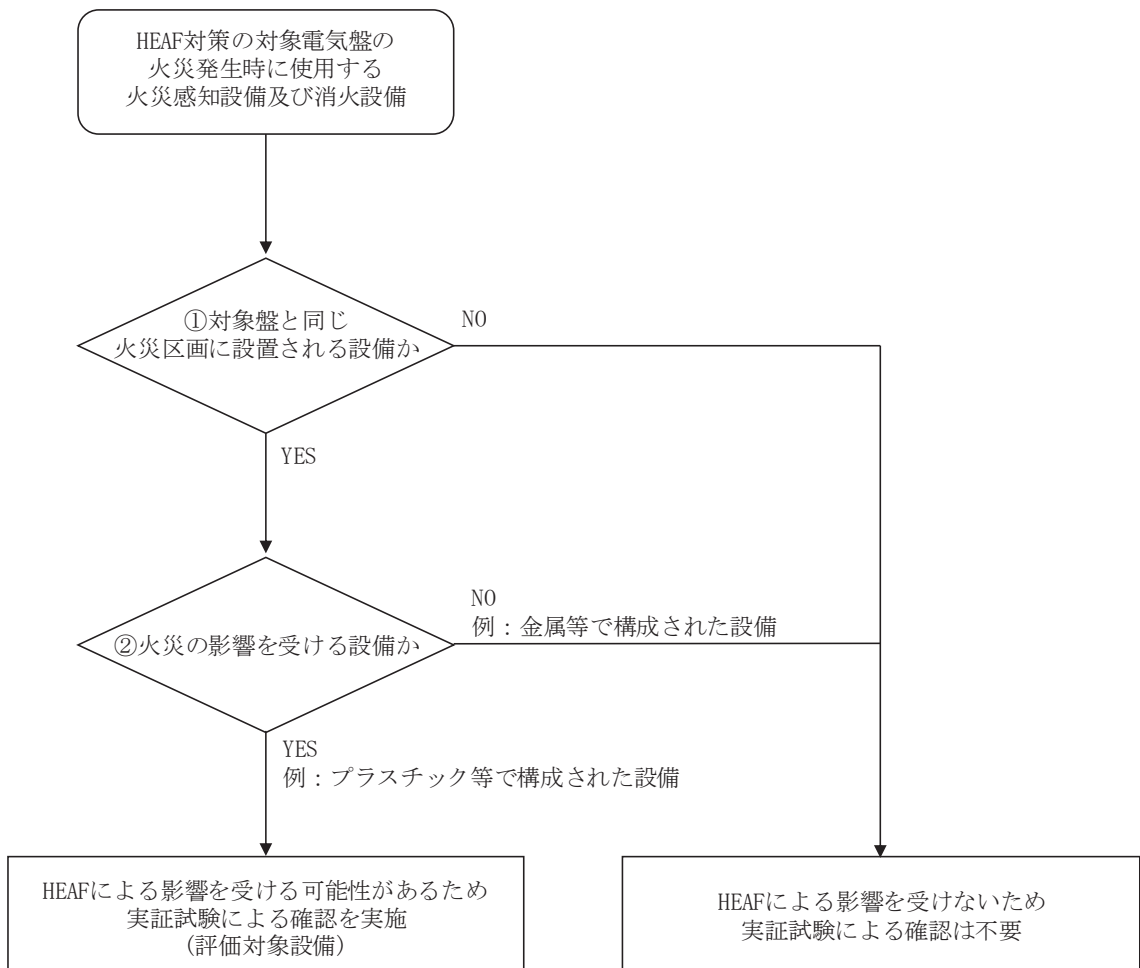 HEAF対策の対象電気盤の
火災発生時に使用する
火災感知設備及び消火設備
①対象盤と同じ
火災区画に設置される設備か
NO
YES
②火災の影響を受ける設備か
NO
例：金属等で構成された設備
YES
例：プラスチック等で構成された設備
HEAFによる影響を受ける可能性があるため
実証試験による確認を実施
(評価対象設備)
HEAFによる影響を受けないため
実証試験による確認は不要